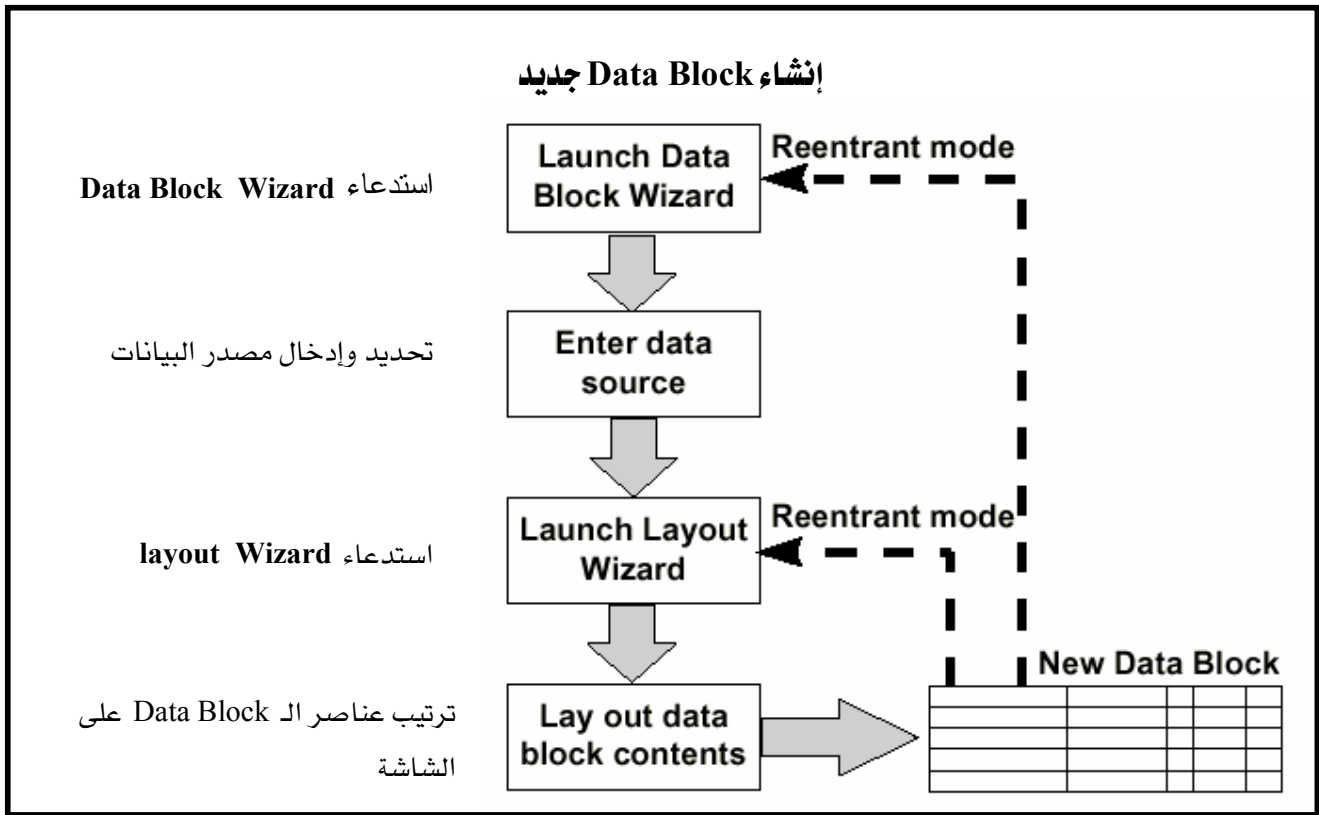 إنشاء Data Block جديد
استدعاء Data Block Wizard
Launch Data
Block Wizard
Reentrant mode
تحديد وإدخال مصدر البيانات
Enter data
source
استدعاء layout Wizard
Launch Layout
Wizard
Reentrant mode
ترتيب عناصر الـ Data Block على
الشاشة
Lay out data
block contents
New Data Block